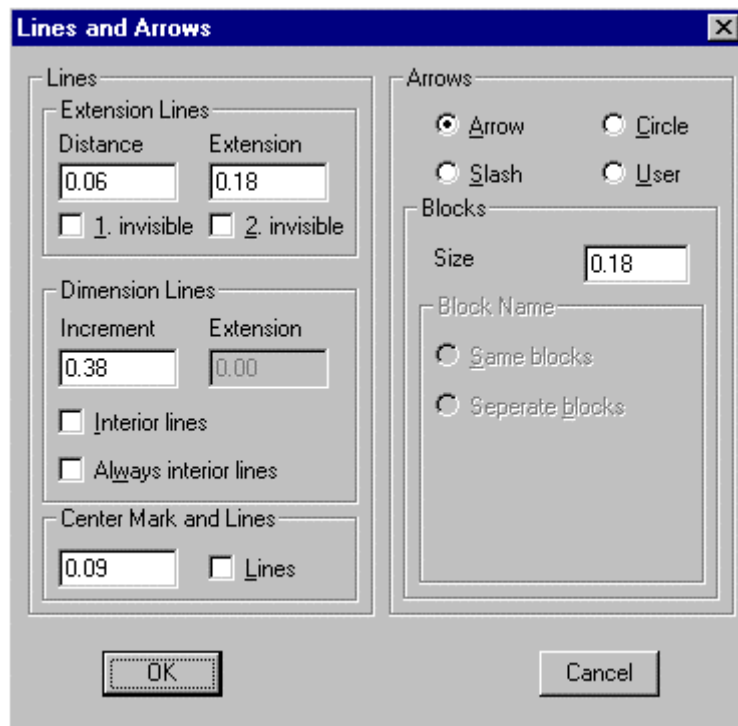 Lines and Arrows
Lines
Extension Lines
Distance Extension
0.06 0.18
1. invisible 2. invisible
Dimension Lines
Increment Extension
0.38 0.00
Interior lines
Always interior lines
Center Mark and Lines
0.09 Lines
Arrows
Arrow Circle
Slash User
Blocks
Size 0.18
Block Name
Same blocks
Seperate blocks
OK Cancel